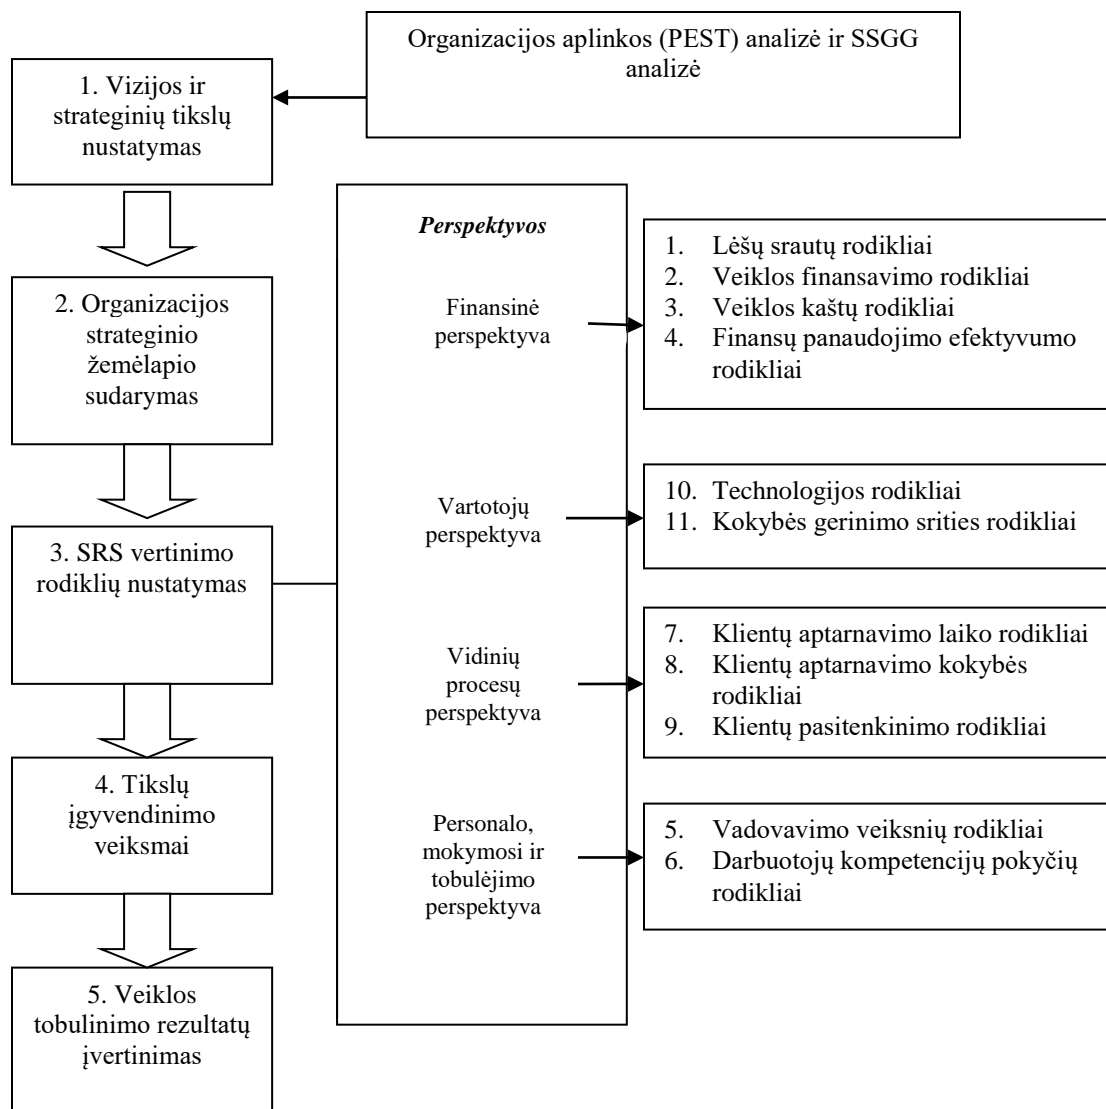 Organizacijos aplinkos (PEST) analizė ir SSGG
analizė
1. Vizijos ir
strateginių tikslų
nustatymas
2. Organizacijos
strateginio
žemėlapio
sudarymas
3. SRS vertinimo
rodiklių nustatymas
4. Tikslų
įgyvendinimo
veiksmai
5. Veiklos
tobulinimo rezultatų
įvertinimas
Perspektyvos
Finansinė
perspektyva
1. Lėšų srautų rodikliai
2. Veiklos finansavimo rodikliai
3. Veiklos kaštų rodikliai
4. Finansų panaudojimo efektyvumo
rodikliai
Vartotojų
perspektyva
10. Technologijos rodikliai
11. Kokybės gerinimo srities rodikliai
Vidinių
procesų
perspektyva
7. Klientų aptarnavimo laiko rodikliai
8. Klientų aptarnavimo kokybės
rodikliai
9. Klientų pasitenkinimo rodikliai
Personalo,
mokymosi ir
tobulėjimo
perspektyva
5. Vadovavimo veiksnių rodikliai
6. Darbuotojų kompetencijų pokyčių
rodikliai